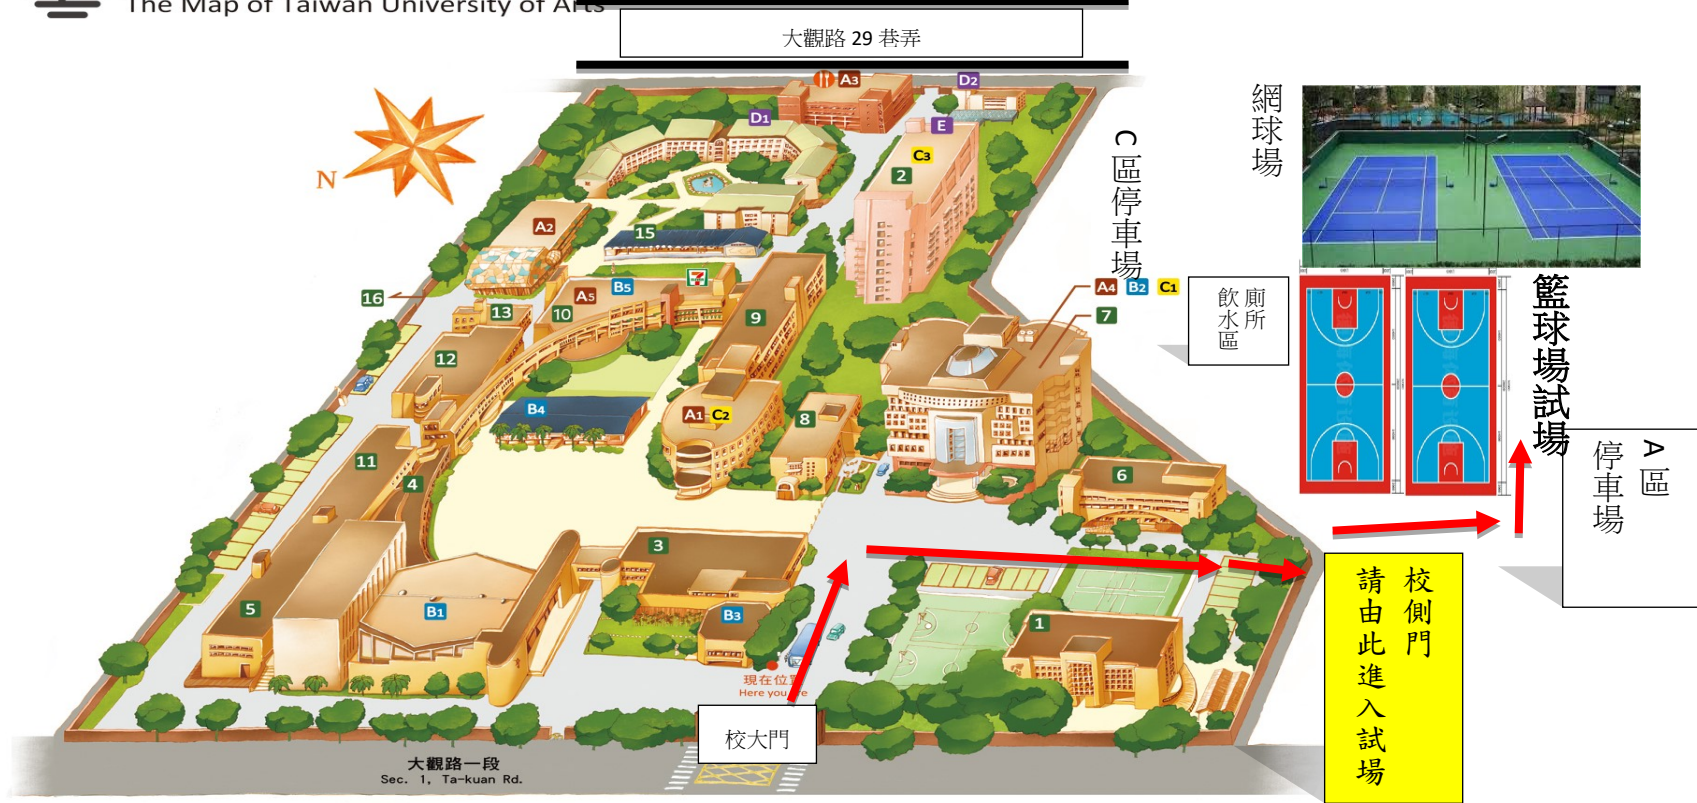 The Map of Taiwan University of Arts
大觀路 29 巷弄
A3
D2
D1
E
C3
2
N
A2
15
網球場
C 區停車場
16
13
10
A5
B5
7
9
A4 B2 C1
7
廁所
飲水區
籃球場試場
12
B4
A1 C2
8
11
4
6
A 區
停車場
3
5
B1
B3
1
校側門
請由此進入試場
現在位置
Here you are
校大門
大觀路一段
Sec. 1, Ta-kuan Rd.